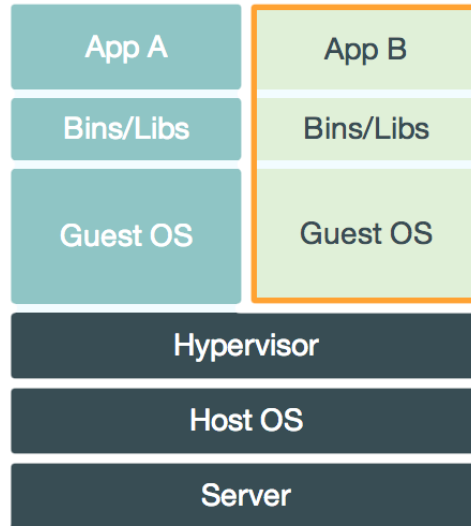 App A
App B
Bins/Libs
Bins/Libs
Guest OS
Guest OS
Hypervisor
Host OS
Server